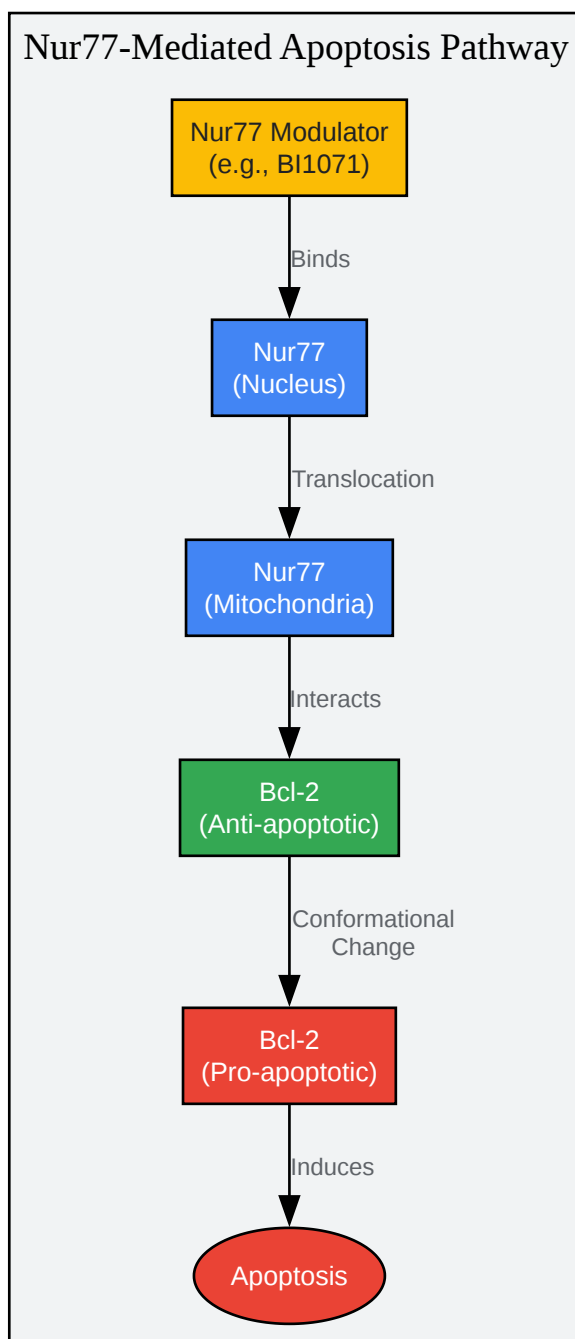 Nur77-Mediated Apoptosis Pathway
Nur77 Modulator
(e.g., BI1071)
Binds
Nur77
(Nucleus)
Translocation
Nur77
(Mitochondria)
Interacts
Bcl-2
(Anti-apoptotic)
Conformational
Change
Bcl-2
(Pro-apoptotic)
Induces
Apoptosis